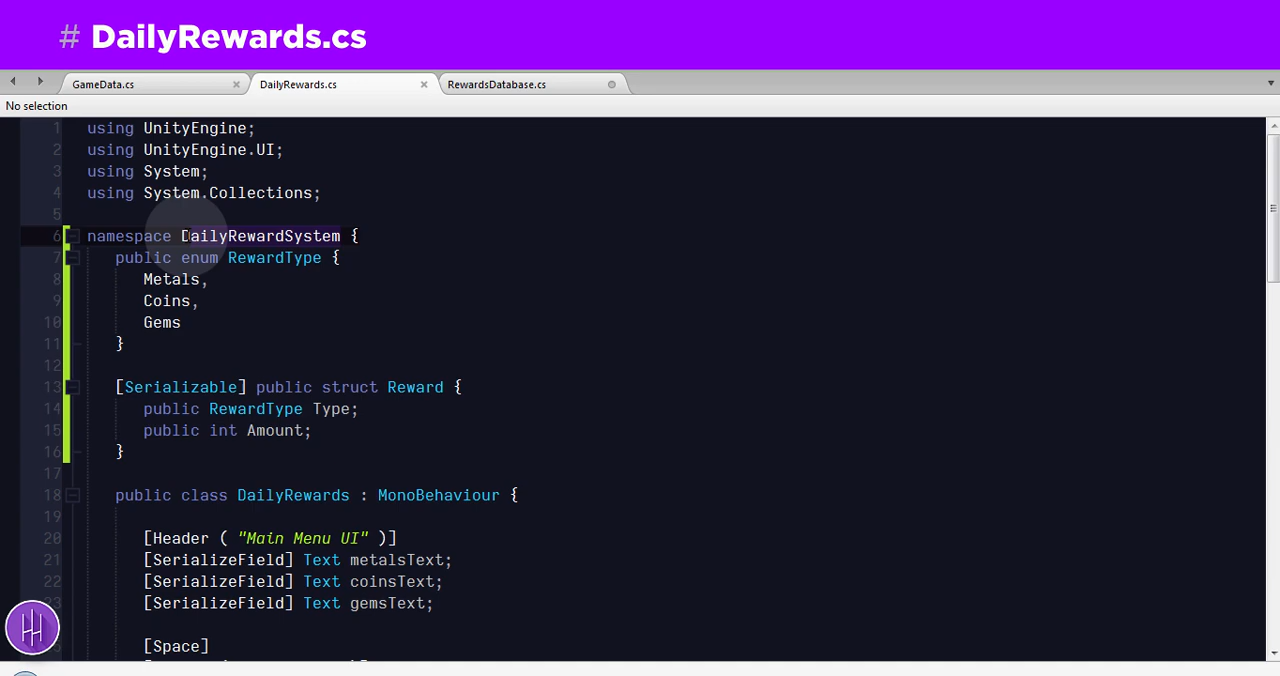 # DailyRewards.cs
GameData.cs DailyRewards.cs RewardsDatabase.cs
No selection
1 using UnityEngine;
2 using UnityEngine.UI;
3 using System;
4 using System.Collections;
5
6 namespace DailyRewardSystem {
7 public enum RewardType {
8 Metals,
9 Coins,
10 Gems
11 }
12
13 [Serializable] public struct Reward {
14 public RewardType Type;
15 public int Amount;
16 }
17
18 public class DailyRewards : MonoBehaviour {
19
20 [Header ( "Main Menu UI" )]
21 [SerializeField] Text metalsText;
22 [SerializeField] Text coinsText;
23 [SerializeField] Text gemsText;
[Space]